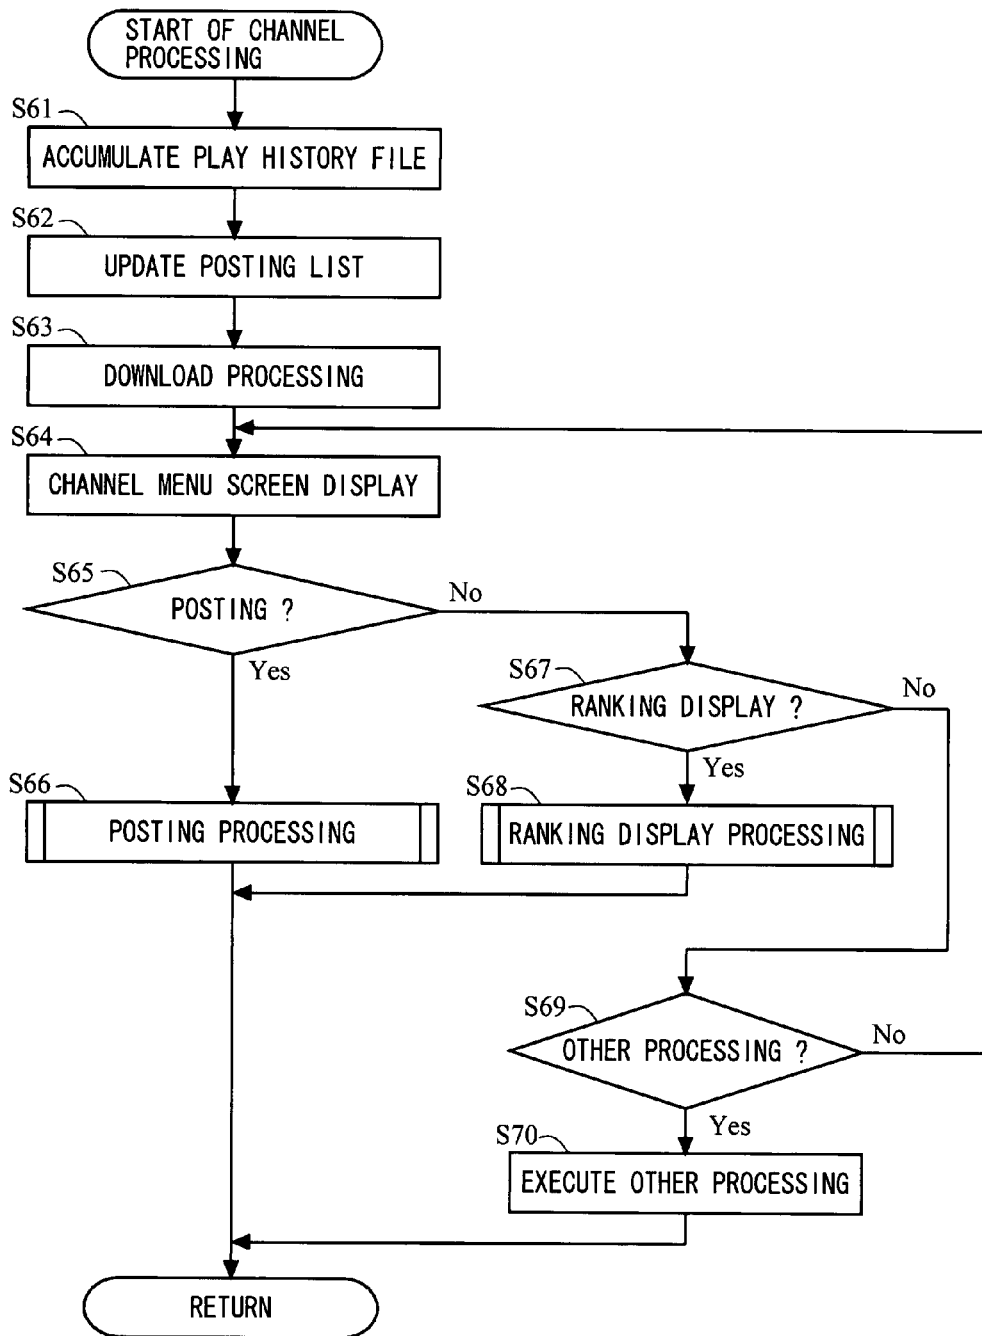 START OF CHANNEL
PROCESSING
S61
ACCUMULATE PLAY HISTORY FILE
S62
UPDATE POSTING LIST
S63
DOWNLOAD PROCESSING
S64
CHANNEL MENU SCREEN DISPLAY
S65
POSTING ?
No
Yes
S67
RANKING DISPLAY ?
No
Yes
S66
POSTING PROCESSING
S68
RANKING DISPLAY PROCESSING
S69
OTHER PROCESSING ?
No
Yes
S70
EXECUTE OTHER PROCESSING
RETURN